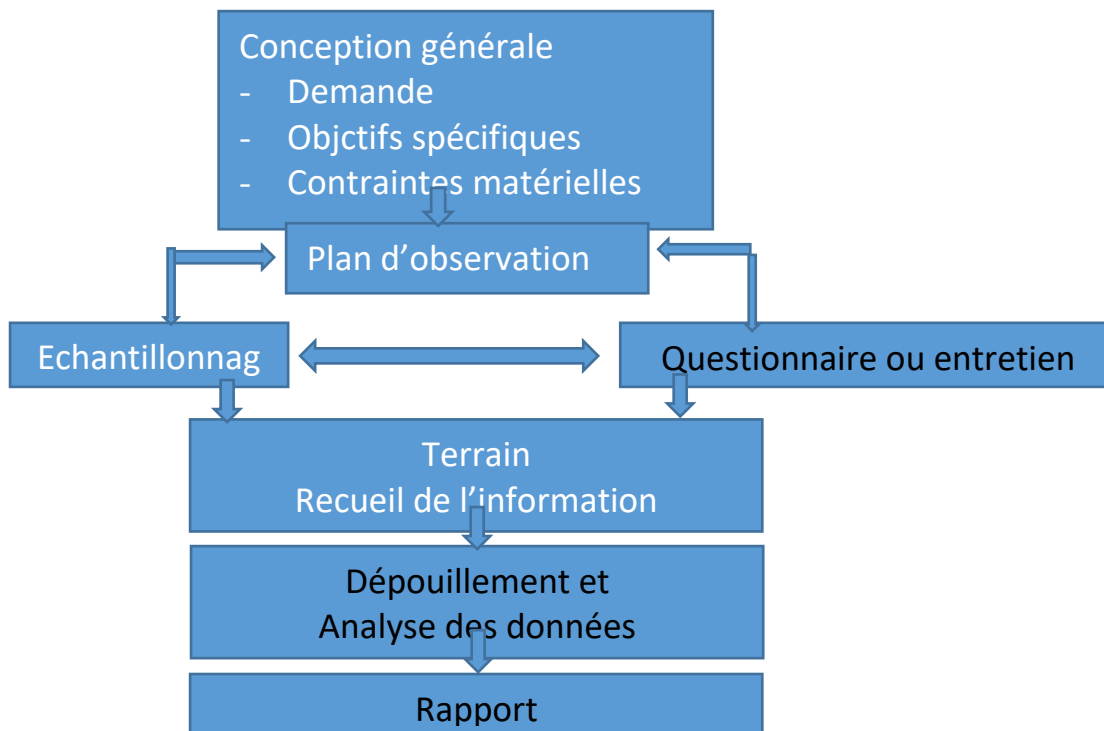 Conception générale
- Demande
- Objctifs spécifiques
- Contraintes matérielles
Plan d'observation
Echantillonnag
Questionnaire ou entretien
Terrain
Recueil de l'information
Dépouillement et
Analyse des données
Rapport